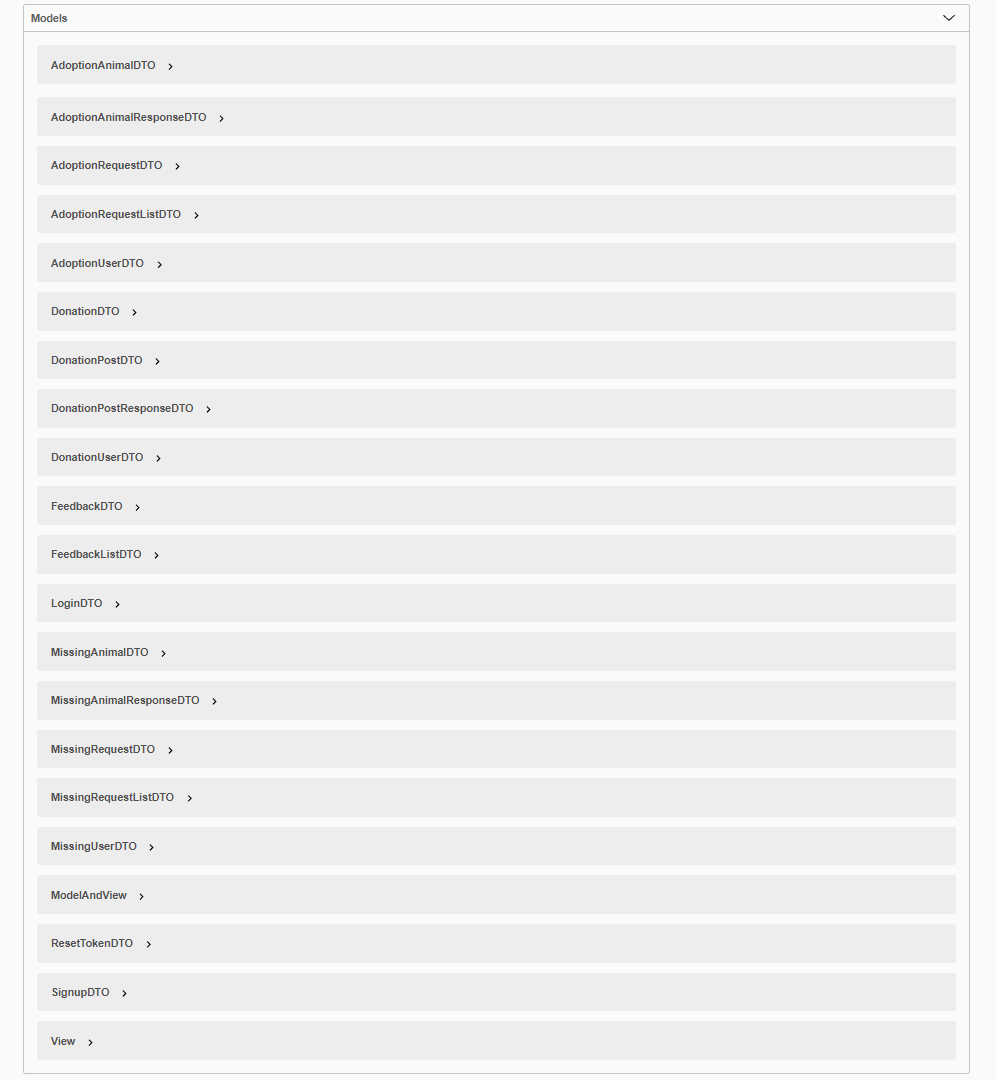 Models
AdoptionAnimalDTO
AdoptionAnimalResponseDTO
AdoptionRequestDTO
AdoptionRequestListDTO
AdoptionUserDTO
DonationDTO
DonationPostDTO
DonationPostResponseDTO
DonationUserDTO
FeedbackDTO
FeedbackListDTO
LoginDTO
MissingAnimalDTO
MissingAnimalResponseDTO
MissingRequestDTO
MissingRequestListDTO
MissingUserDTO
ModelAndView
ResetTokenDTO
SignupDTO
View